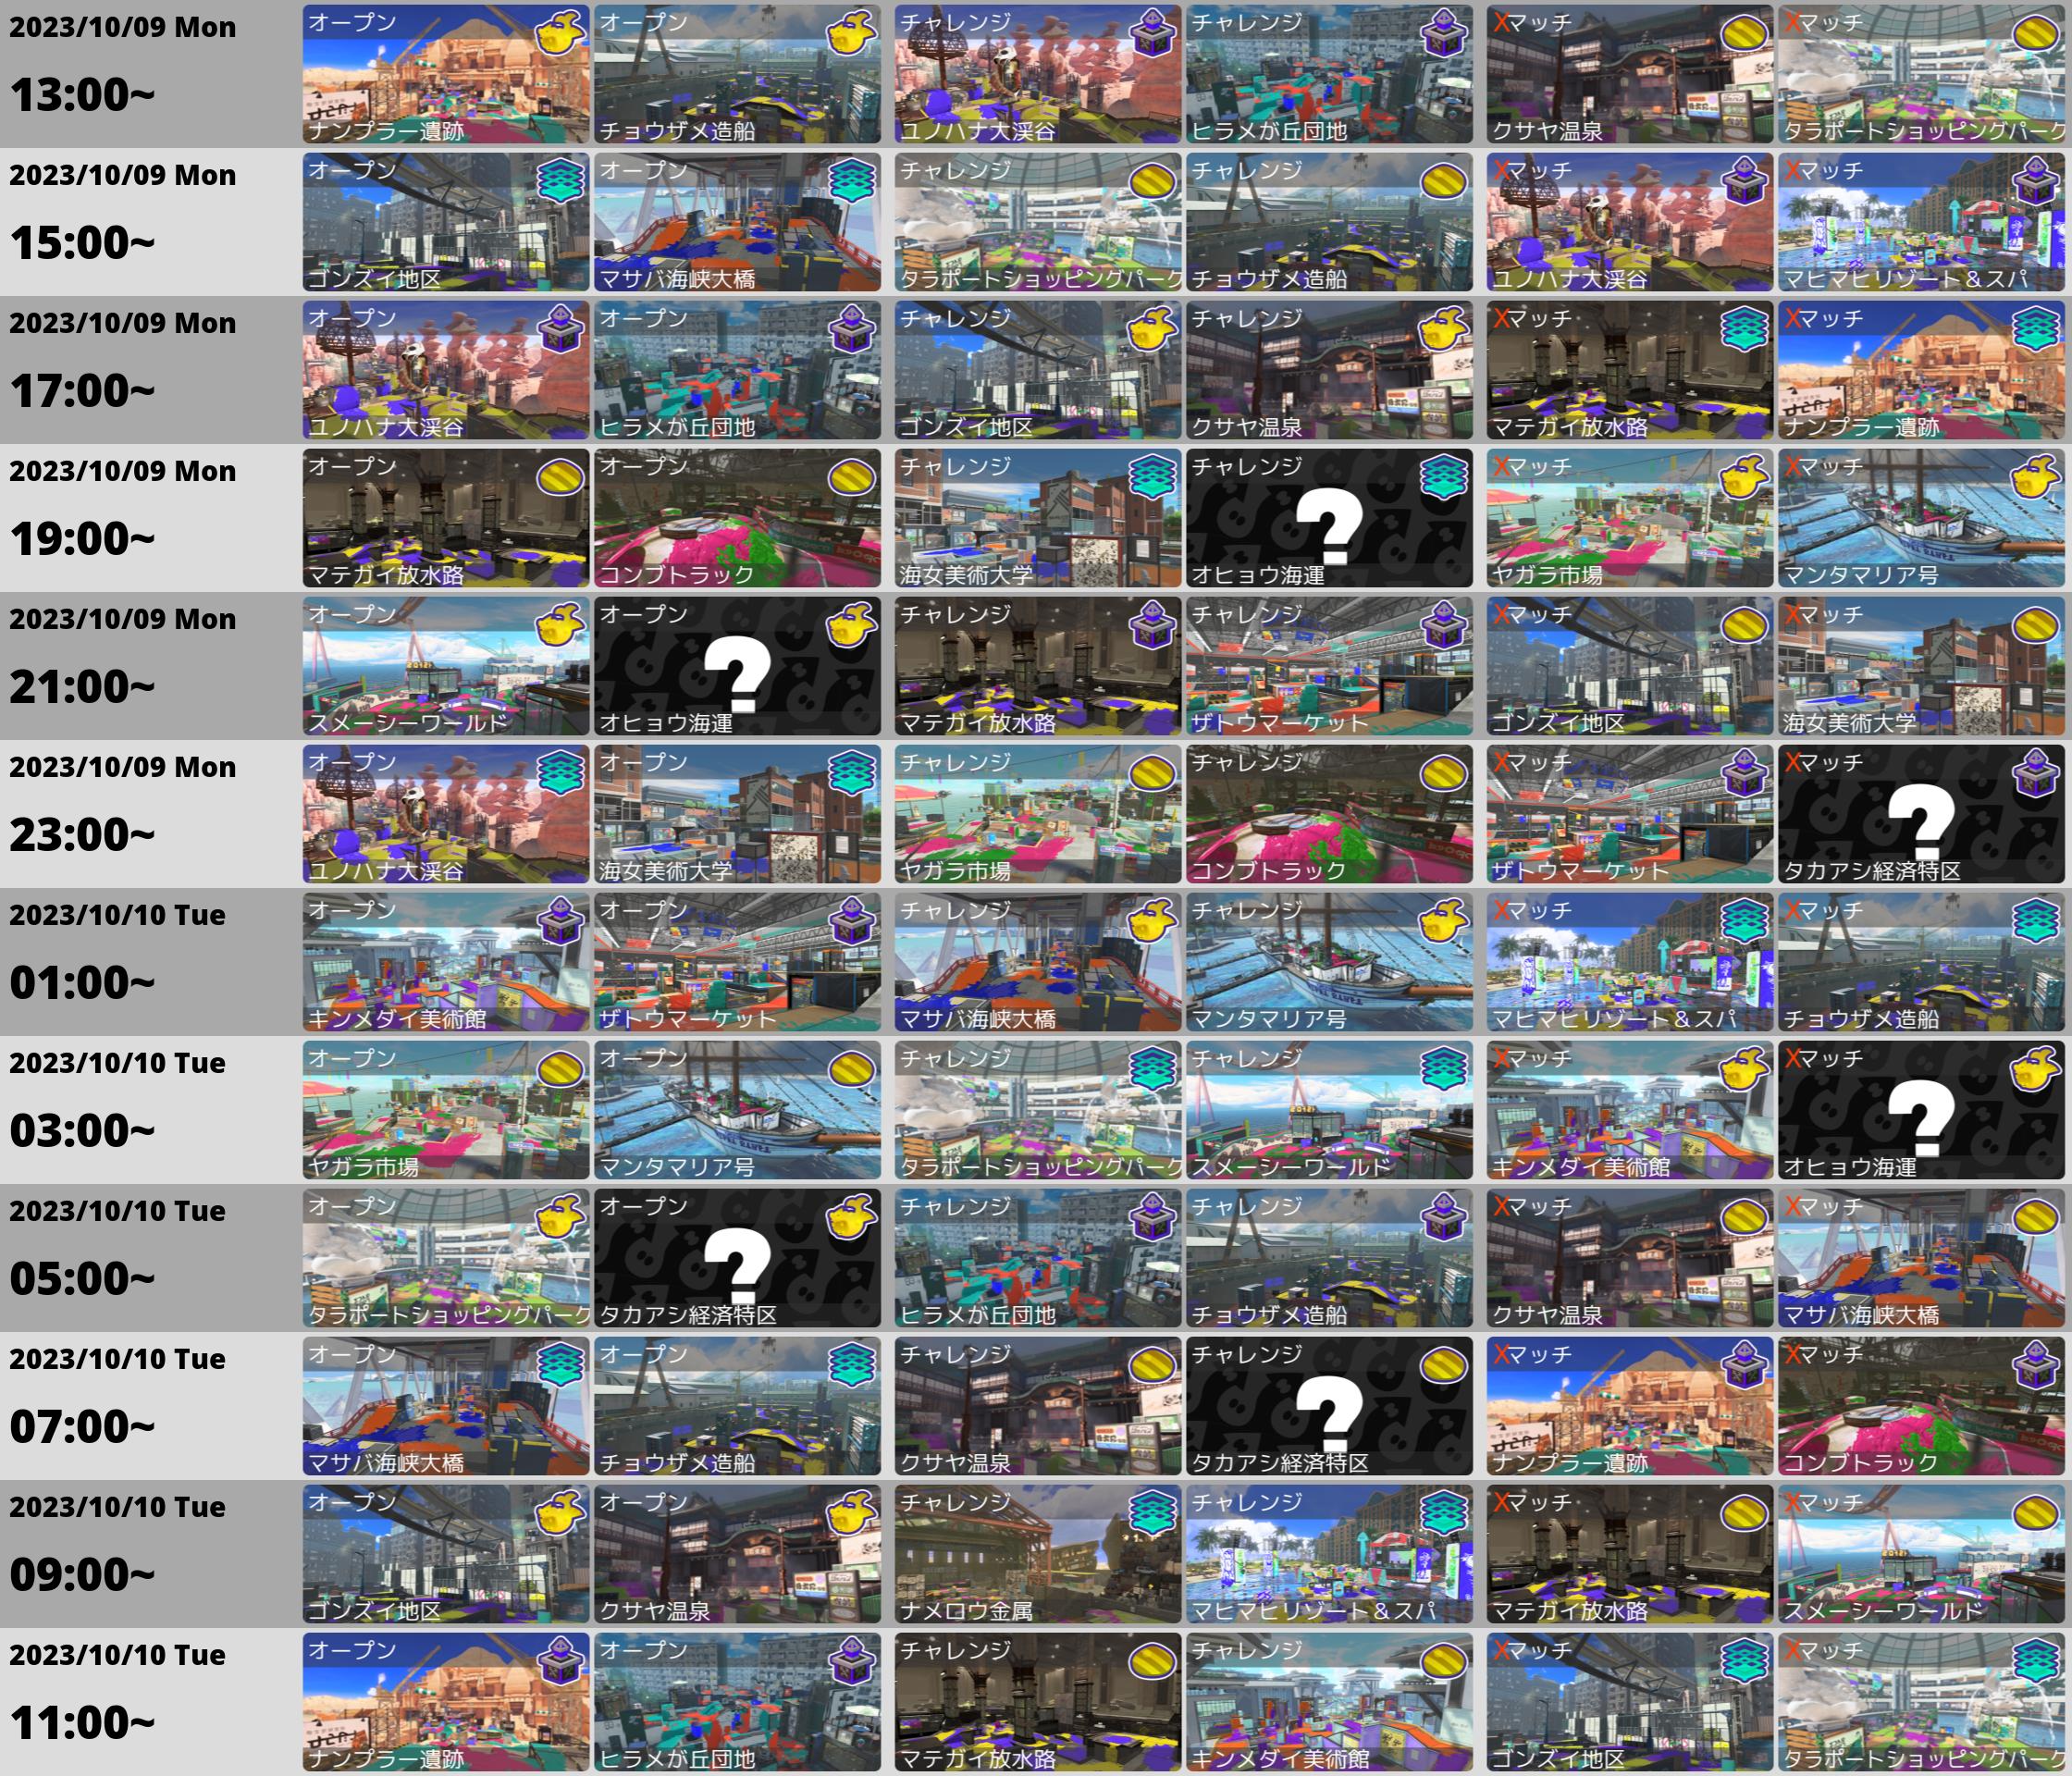 2023/10/09 Mon
13:00~
オープン
ナンプラー遺跡
オープン
チョウザメ造船
チャレンジ
ユノハナ大渓谷
チャレンジ
ヒラメが丘団地
Xマッチ
クサヤ温泉
Xマッチ
タラポートショッピングパーク
2023/10/09 Mon
15:00~
オープン
ゴンズイ地区
オープン
マサバ海峡大橋
チャレンジ
タラポートショッピングパーク
チャレンジ
チョウザメ造船
Xマッチ
ユノハナ大渓谷
Xマッチ
マヒマヒリゾート&スパ
2023/10/09 Mon
17:00~
オープン
ユノハナ大渓谷
オープン
ヒラメが丘団地
チャレンジ
ゴンズイ地区
チャレンジ
クサヤ温泉
Xマッチ
マテガイ放水路
Xマッチ
ナンプラー遺跡
2023/10/09 Mon
19:00~
オープン
マテガイ放水路
オープン
コンブトラック
チャレンジ
海女美術大学
チャレンジ
?
オヒョウ海運
Xマッチ
ヤガラ市場
Xマッチ
マンタマリア号
2023/10/09 Mon
21:00~
オープン
スメーシーワールド
オープン
?
オヒョウ海運
チャレンジ
マテガイ放水路
チャレンジ
ザトウマーケット
Xマッチ
ゴンズイ地区
Xマッチ
海女美術大学
2023/10/09 Mon
23:00~
オープン
ユノハナ大渓谷
オープン
海女美術大学
チャレンジ
ヤガラ市場
チャレンジ
コンブトラック
Xマッチ
ザトウマーケット
Xマッチ
?
タカアシ経済特区
2023/10/10 Tue
01:00~
オープン
キンメダイ美術館
オープン
ザトウマーケット
チャレンジ
マサバ海峡大橋
チャレンジ
マンタマリア号
Xマッチ
マヒマヒリゾート&スパ
Xマッチ
チョウザメ造船
2023/10/10 Tue
03:00~
オープン
ヤガラ市場
オープン
マンタマリア号
チャレンジ
タラポートショッピングパーク
チャレンジ
スメーシーワールド
Xマッチ
キンメダイ美術館
Xマッチ
?
オヒョウ海運
2023/10/10 Tue
05:00~
オープン
タラポートショッピングパーク
オープン
?
タカアシ経済特区
チャレンジ
ヒラメが丘団地
チャレンジ
チョウザメ造船
Xマッチ
クサヤ温泉
Xマッチ
マサバ海峡大橋
2023/10/10 Tue
07:00~
オープン
マサバ海峡大橋
オープン
チョウザメ造船
チャレンジ
クサヤ温泉
チャレンジ
?
タカアシ経済特区
Xマッチ
ナンプラー遺跡
Xマッチ
コンブトラック
2023/10/10 Tue
09:00~
オープン
ゴンズイ地区
オープン
クサヤ温泉
チャレンジ
ナメロウ金属
チャレンジ
マヒマヒリゾート&スパ
Xマッチ
マテガイ放水路
Xマッチ
スメーシーワールド
2023/10/10 Tue
11:00~
オープン
ナンプラー遺跡
オープン
ヒラメが丘団地
チャレンジ
マテガイ放水路
チャレンジ
キンメダイ美術館
Xマッチ
ゴンズイ地区
Xマッチ
タラポートショッピングパーク